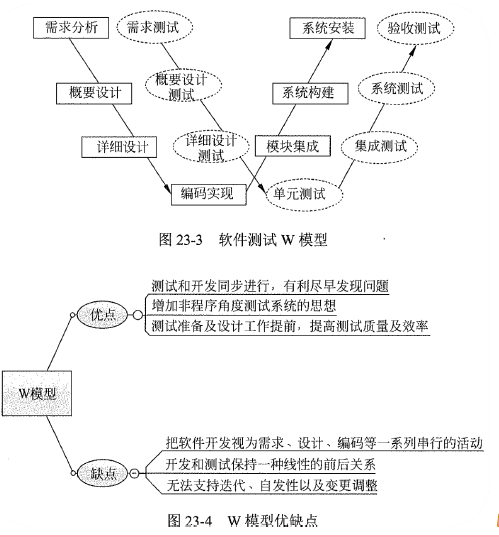 需求分析
需求测试
系统安装
验收测试
概要设计
概要设计
测试
系统构建
系统测试
详细设计
详细设计
测试
模块集成
集成测试
编码实现
单元测试
图 23-3 软件测试 W 模型
测试和开发同步进行，有利尽早发现问题
优点
增加非程序角度测试系统的思想
测试准备及设计工作提前，提高测试质量及效率
W模型
把软件开发视为需求、设计、编码等一系列串行的活动
缺点
开发和测试保持一种线性的前后关系
无法支持迭代、自发性以及变更调整
图 23-4 W 模型优缺点